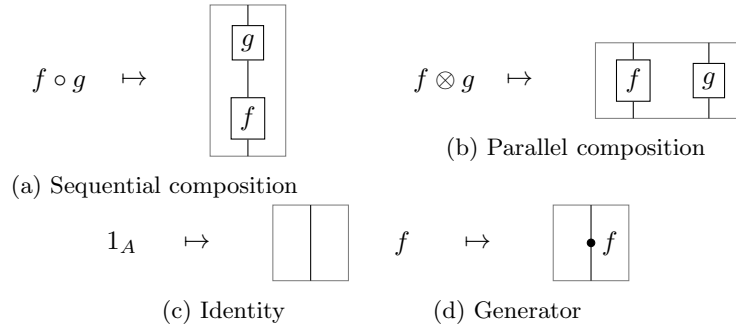 f ∘ g ↦ g f
(a) Sequential composition
f ⊗ g ↦ f g
(b) Parallel composition
1_A ↦
(c) Identity
f ↦ f
(d) Generator